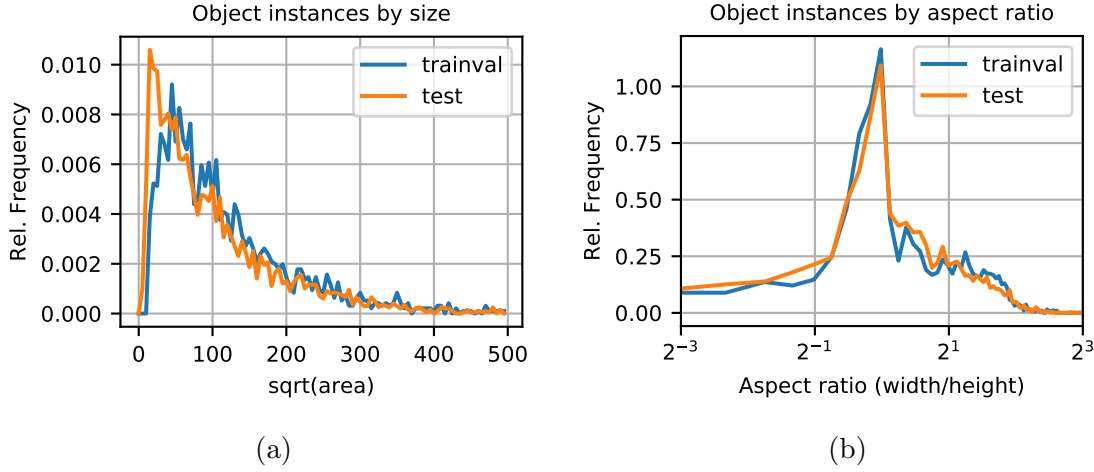 Object instances by size
0.010
0.008
0.006
0.004
0.002
0.000
Rel. Frequency
trainval
test
0 100 200 300 400 500
sqrt(area)
(a)
Object instances by aspect ratio
1.00
0.75
0.50
0.25
0.00
Rel. Frequency
trainval
test
2⁻³ 2⁻¹ 2¹ 2³
Aspect ratio (width/height)
(b)